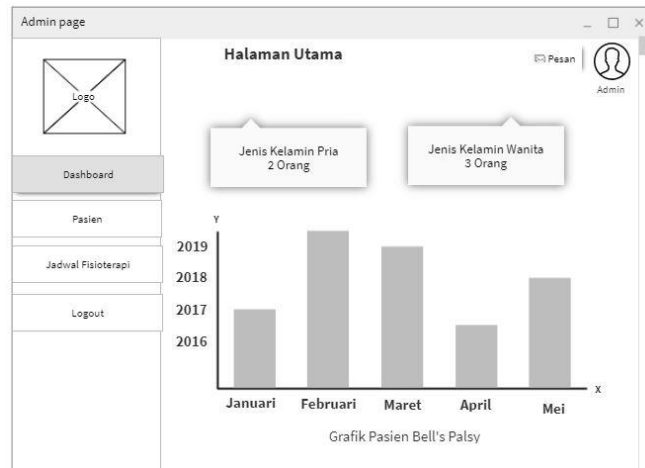 Admin page
Logo
Dashboard
Pasien
Jadwal Fisioterapi
Logout
Halaman Utama
Pesan
Admin
Jenis Kelamin Pria
2 Orang
Jenis Kelamin Wanita
3 Orang
Y
2019
2018
2017
2016
X
Januari Februari Maret April Mei
Grafik Pasien Bell's Palsy